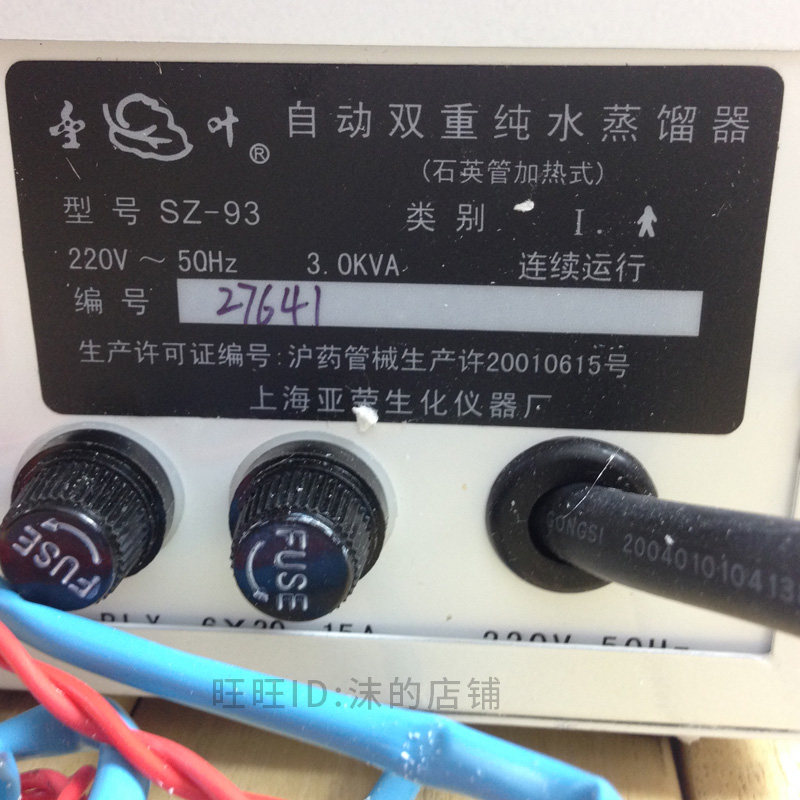 金 叶®
自动双重纯水蒸馏器
(石英管加热式)
型号 SZ-93 类别 I.
220V～50Hz 3.0KVA 连续运行
编号 27641
生产许可证编号:沪药管械生产许20010615号
上海亚荣生化仪器厂
FUSE
FUSE
GONGSI 200401010413
6X20 15A
220V 50Hz
旺旺ID:沫的店铺